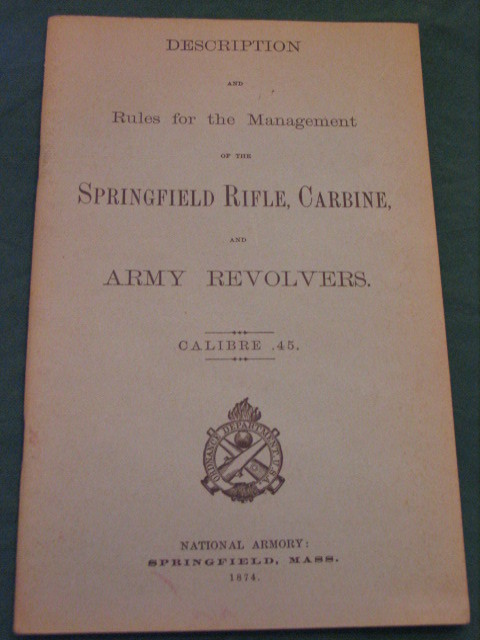 DESCRIPTION
AND
Rules for the Management
OF THE
SPRINGFIELD RIFLE, CARBINE,
AND
ARMY REVOLVERS.
CALIBRE .45.
ORDNANCE DEPARTMENT, U.S.A.
NATIONAL ARMORY:
SPRINGFIELD, MASS.
1874.